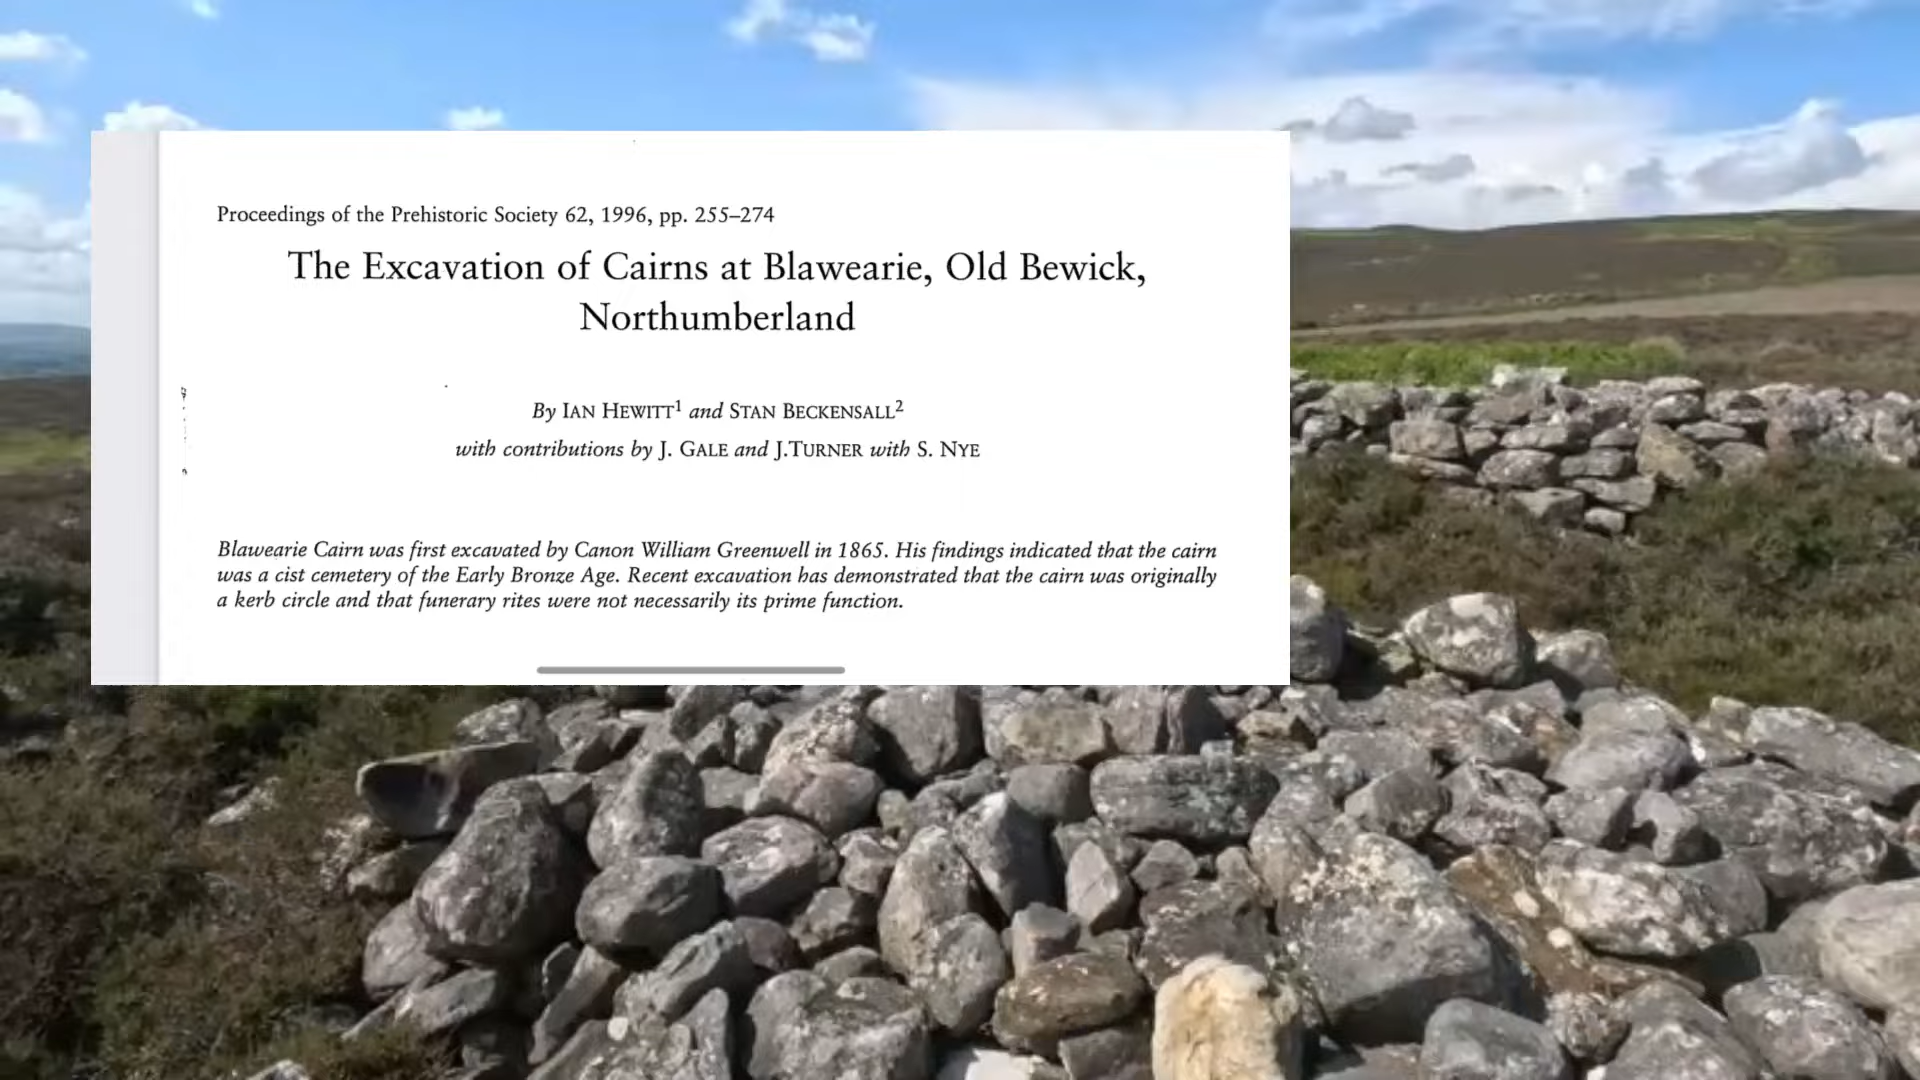 Proceedings of the Prehistoric Society 62, 1996, pp. 255–274
The Excavation of Cairns at Blawearie, Old Bewick,
Northumberland
By IAN HEWITT¹ and STAN BECKENSALL²
with contributions by J. GALE and J.TURNER with S. NYE
Blawearie Cairn was first excavated by Canon William Greenwell in 1865. His findings indicated that the cairn
was a cist cemetery of the Early Bronze Age. Recent excavation has demonstrated that the cairn was originally
a kerb circle and that funerary rites were not necessarily its prime function.